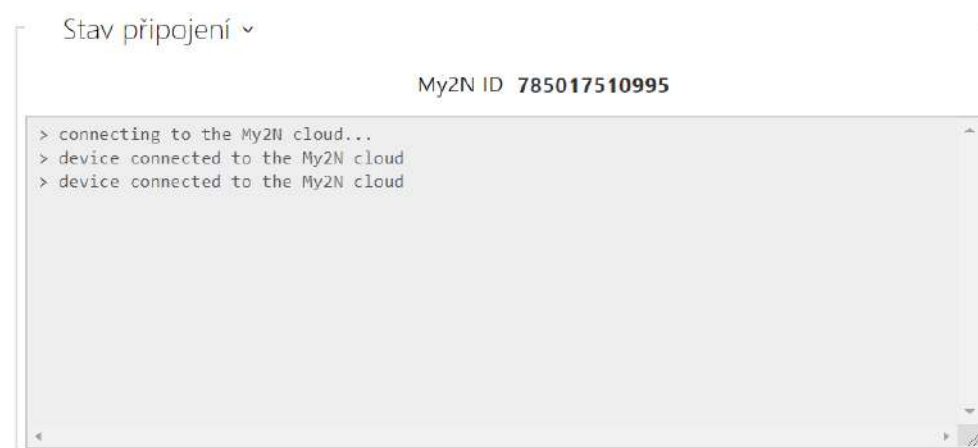 Stav připojení
My2N ID 785017510995
> connecting to the My2N cloud...
> device connected to the My2N cloud
> device connected to the My2N cloud